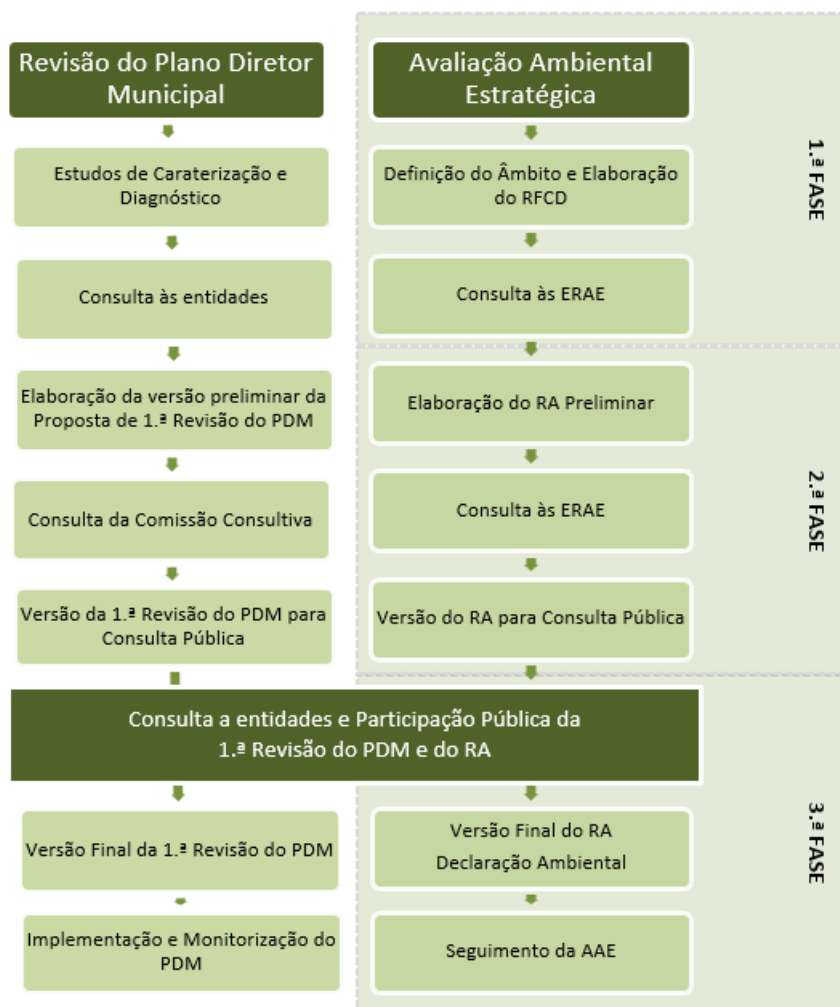 Revisão do Plano Diretor
Municipal
Estudos de Caraterização e
Diagnóstico
Consulta às entidades
Elaboração da versão preliminar da
Proposta de 1.ª Revisão do PDM
Consulta da Comissão Consultiva
Versão da 1.ª Revisão do PDM para
Consulta Pública
Avaliação Ambiental
Estratégica
Definição do Âmbito e Elaboração
do RFCD
Consulta às ERAE
Elaboração do RA Preliminar
Consulta às ERAE
Versão do RA para Consulta Pública
Consulta a entidades e Participação Pública da
1.ª Revisão do PDM e do RA
Versão Final da 1.ª Revisão do PDM
Implementação e Monitorização do
PDM
Versão Final do RA
Declaração Ambiental
Seguimento da AAE
1.ª FASE
2.ª FASE
3.ª FASE